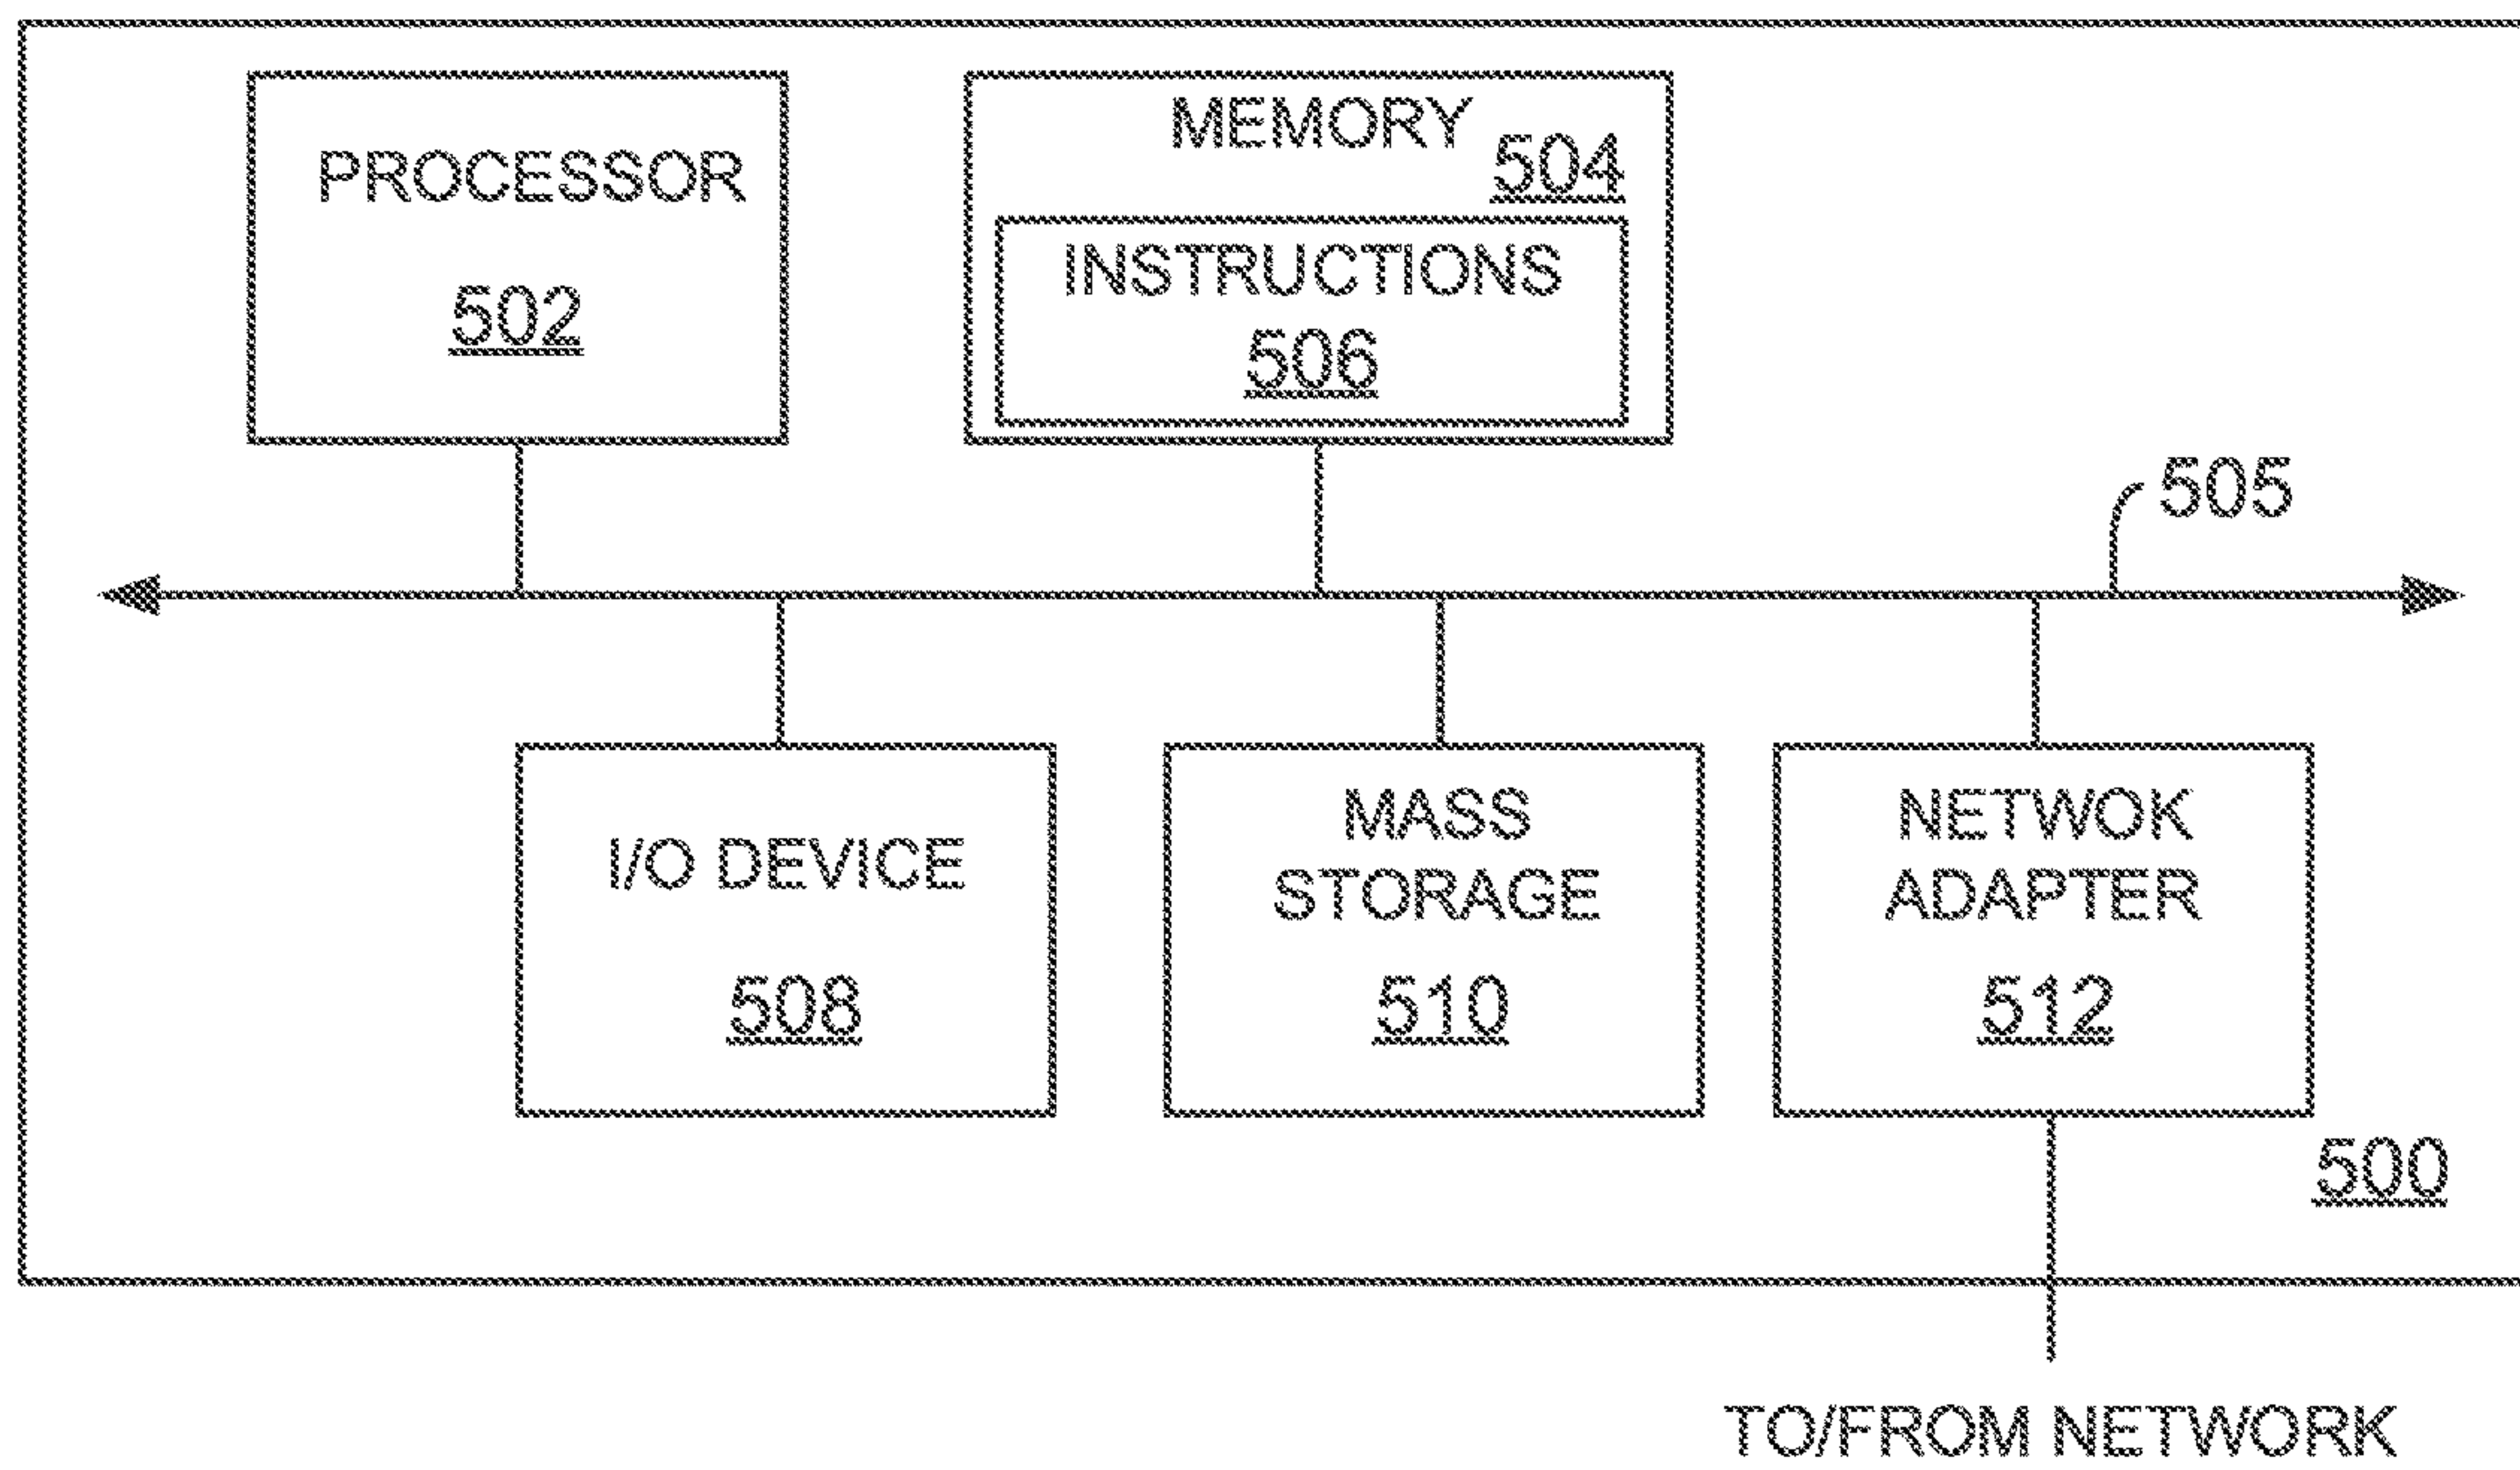 PROCESSOR
502
MEMORY
504
INSTRUCTIONS
506
505
I/O DEVICE
508
MASS
STORAGE
510
NETWOK
ADAPTER
512
500
TO/FROM NETWORK